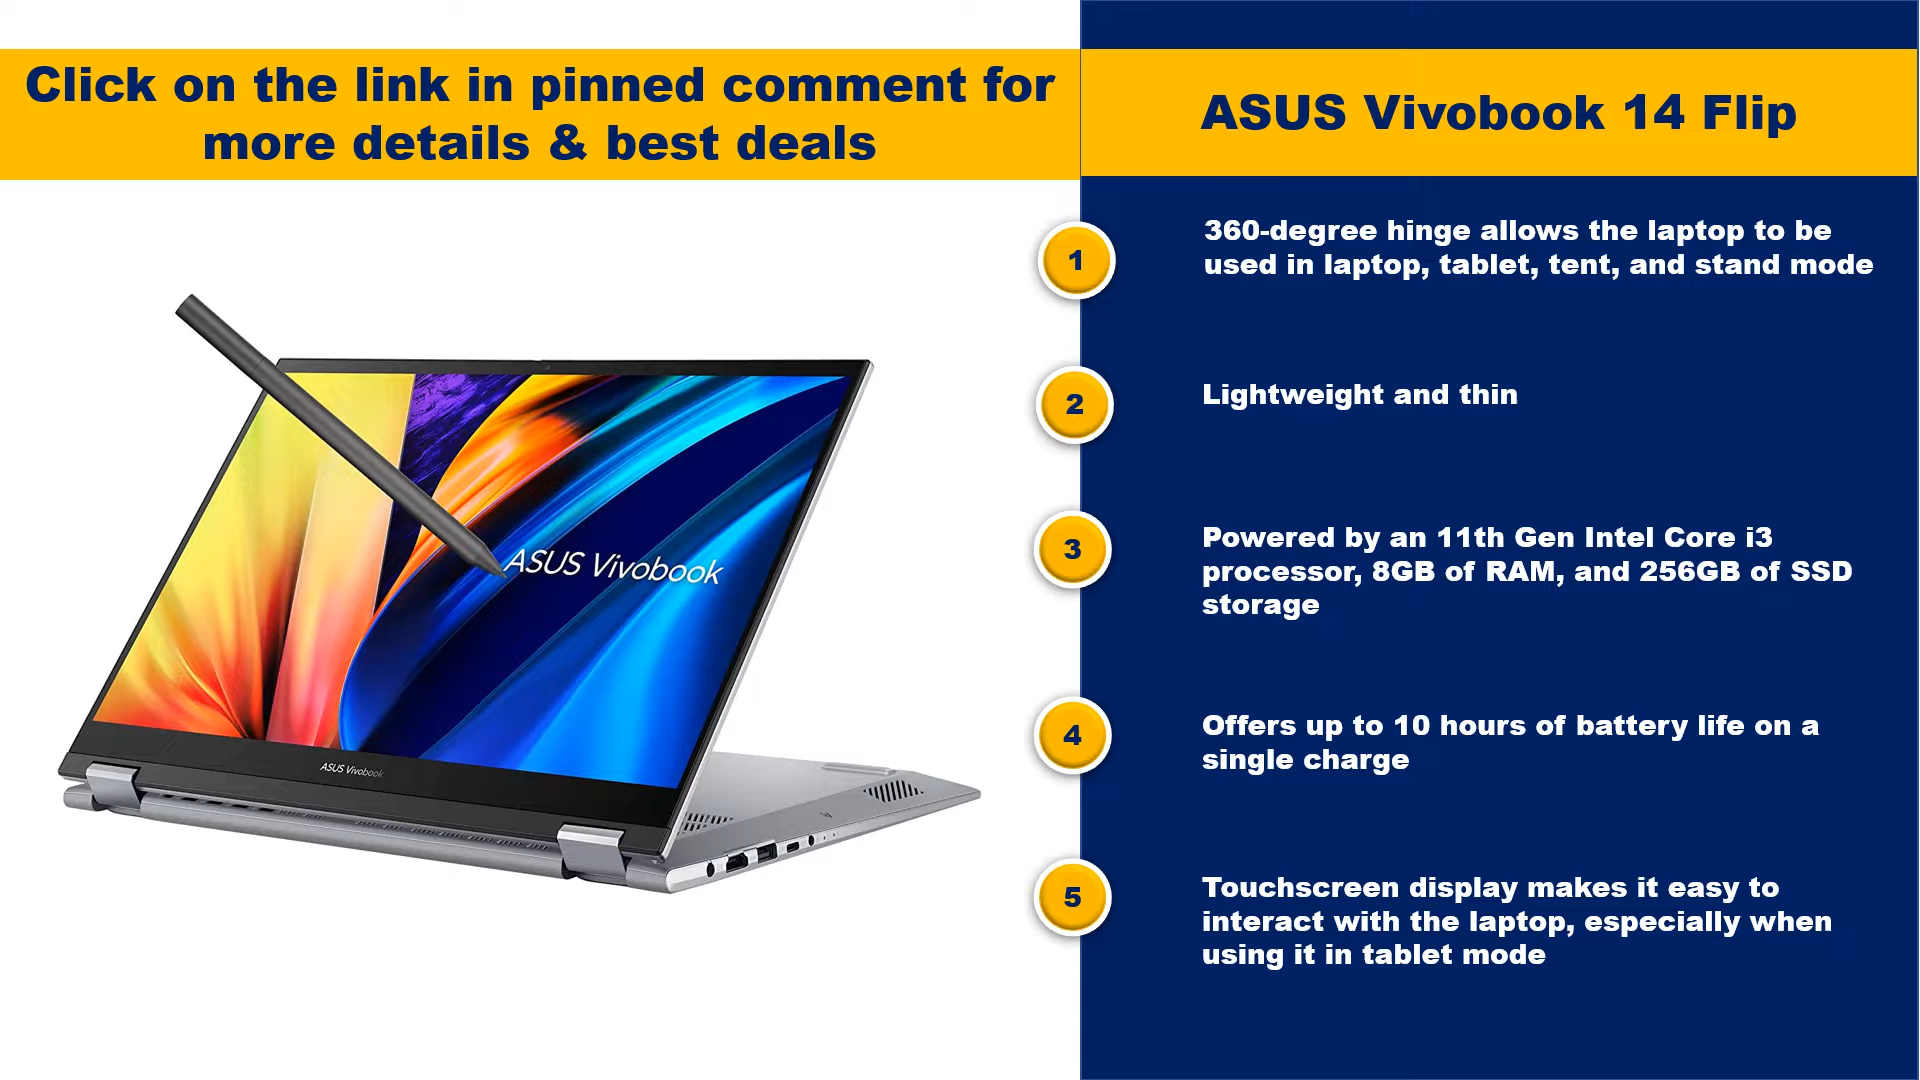 Click on the link in pinned comment for
more details & best deals
ASUS Vivobook 14 Flip
1
360-degree hinge allows the laptop to be
used in laptop, tablet, tent, and stand mode
2
Lightweight and thin
3
Powered by an 11th Gen Intel Core i3
processor, 8GB of RAM, and 256GB of SSD
storage
4
Offers up to 10 hours of battery life on a
single charge
5
Touchscreen display makes it easy to
interact with the laptop, especially when
using it in tablet mode
ASUS Vivobook
ASUS Vivobook